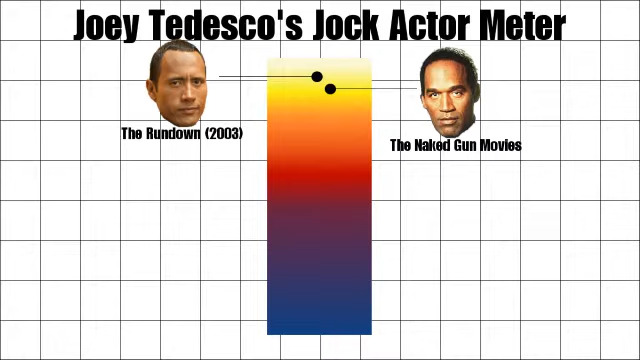 Joey Tedesco's Jock Actor Meter
The Rundown (2003)
The Naked Gun Movies